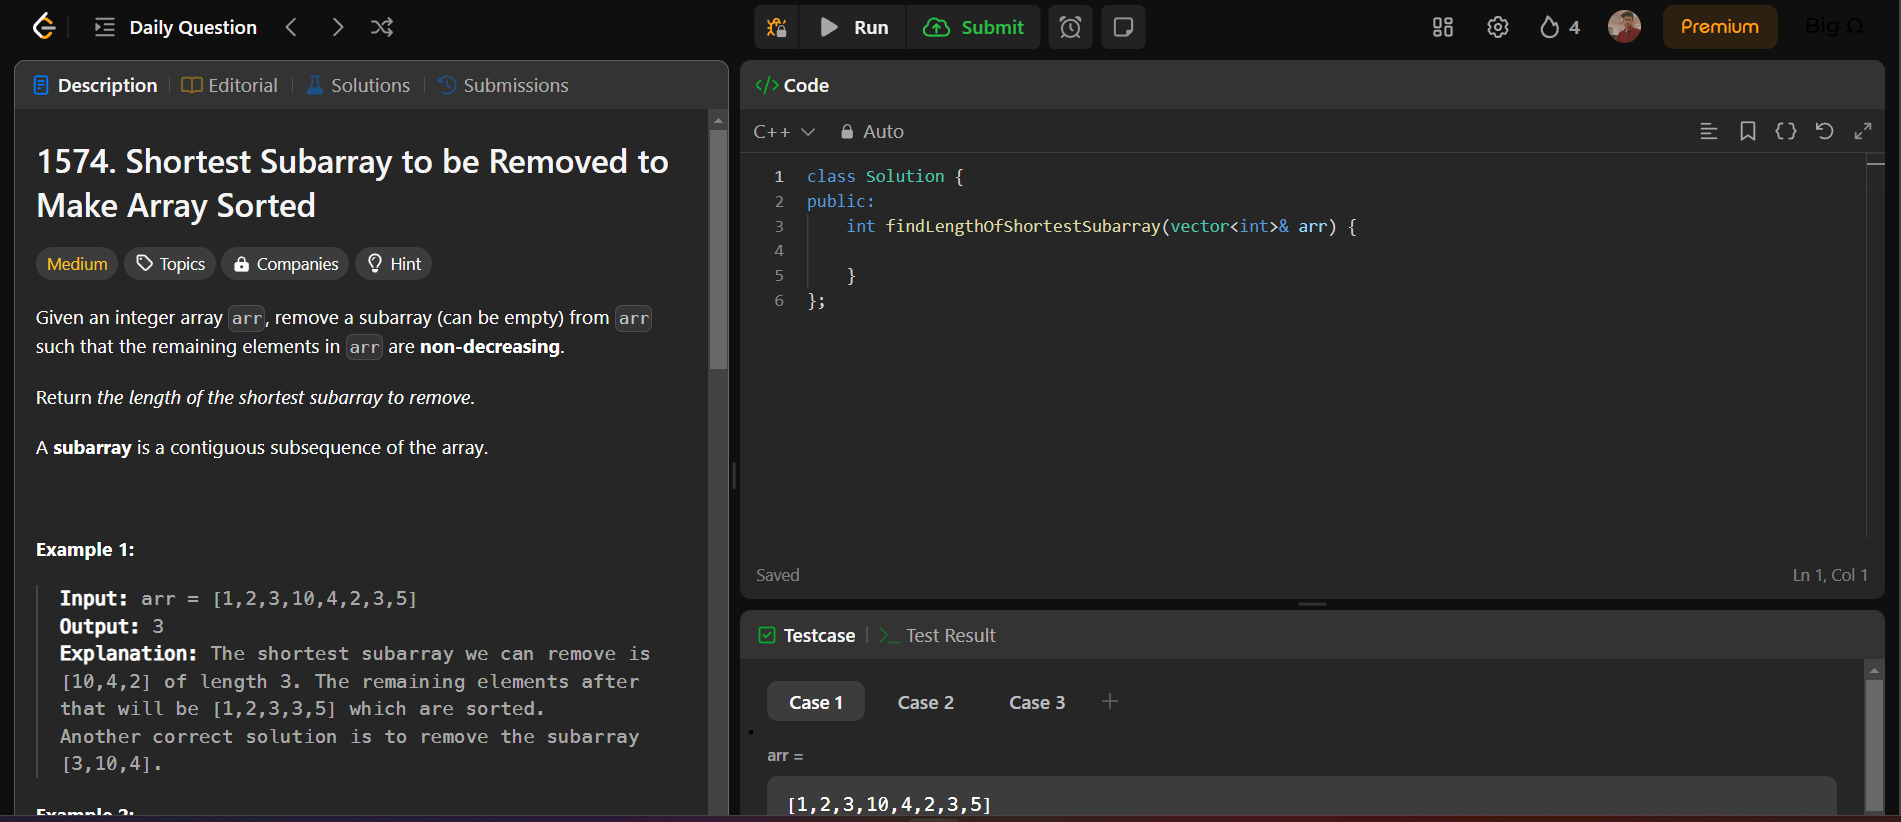 Daily Question
Run
Submit
4
Premium
Big Ω
Description
Editorial
Solutions
Submissions
1574. Shortest Subarray to be Removed to
Make Array Sorted
Medium
Topics
Companies
Hint
Given an integer array arr, remove a subarray (can be empty) from arr
such that the remaining elements in arr are non-decreasing.
Return the length of the shortest subarray to remove.
A subarray is a contiguous subsequence of the array.
Example 1:
Input: arr = [1,2,3,10,4,2,3,5]
Output: 3
Explanation: The shortest subarray we can remove is
[10,4,2] of length 3. The remaining elements after
that will be [1,2,3,3,5] which are sorted.
Another correct solution is to remove the subarray
[3,10,4].
Example 2:
</> Code
C++
Auto
1 class Solution {
2 public:
3 int findLengthOfShortestSubarray(vector<int>& arr) {
4
5 }
6 };
Saved
Ln 1, Col 1
Testcase
Test Result
Case 1
Case 2
Case 3
+
arr =
[1,2,3,10,4,2,3,5]